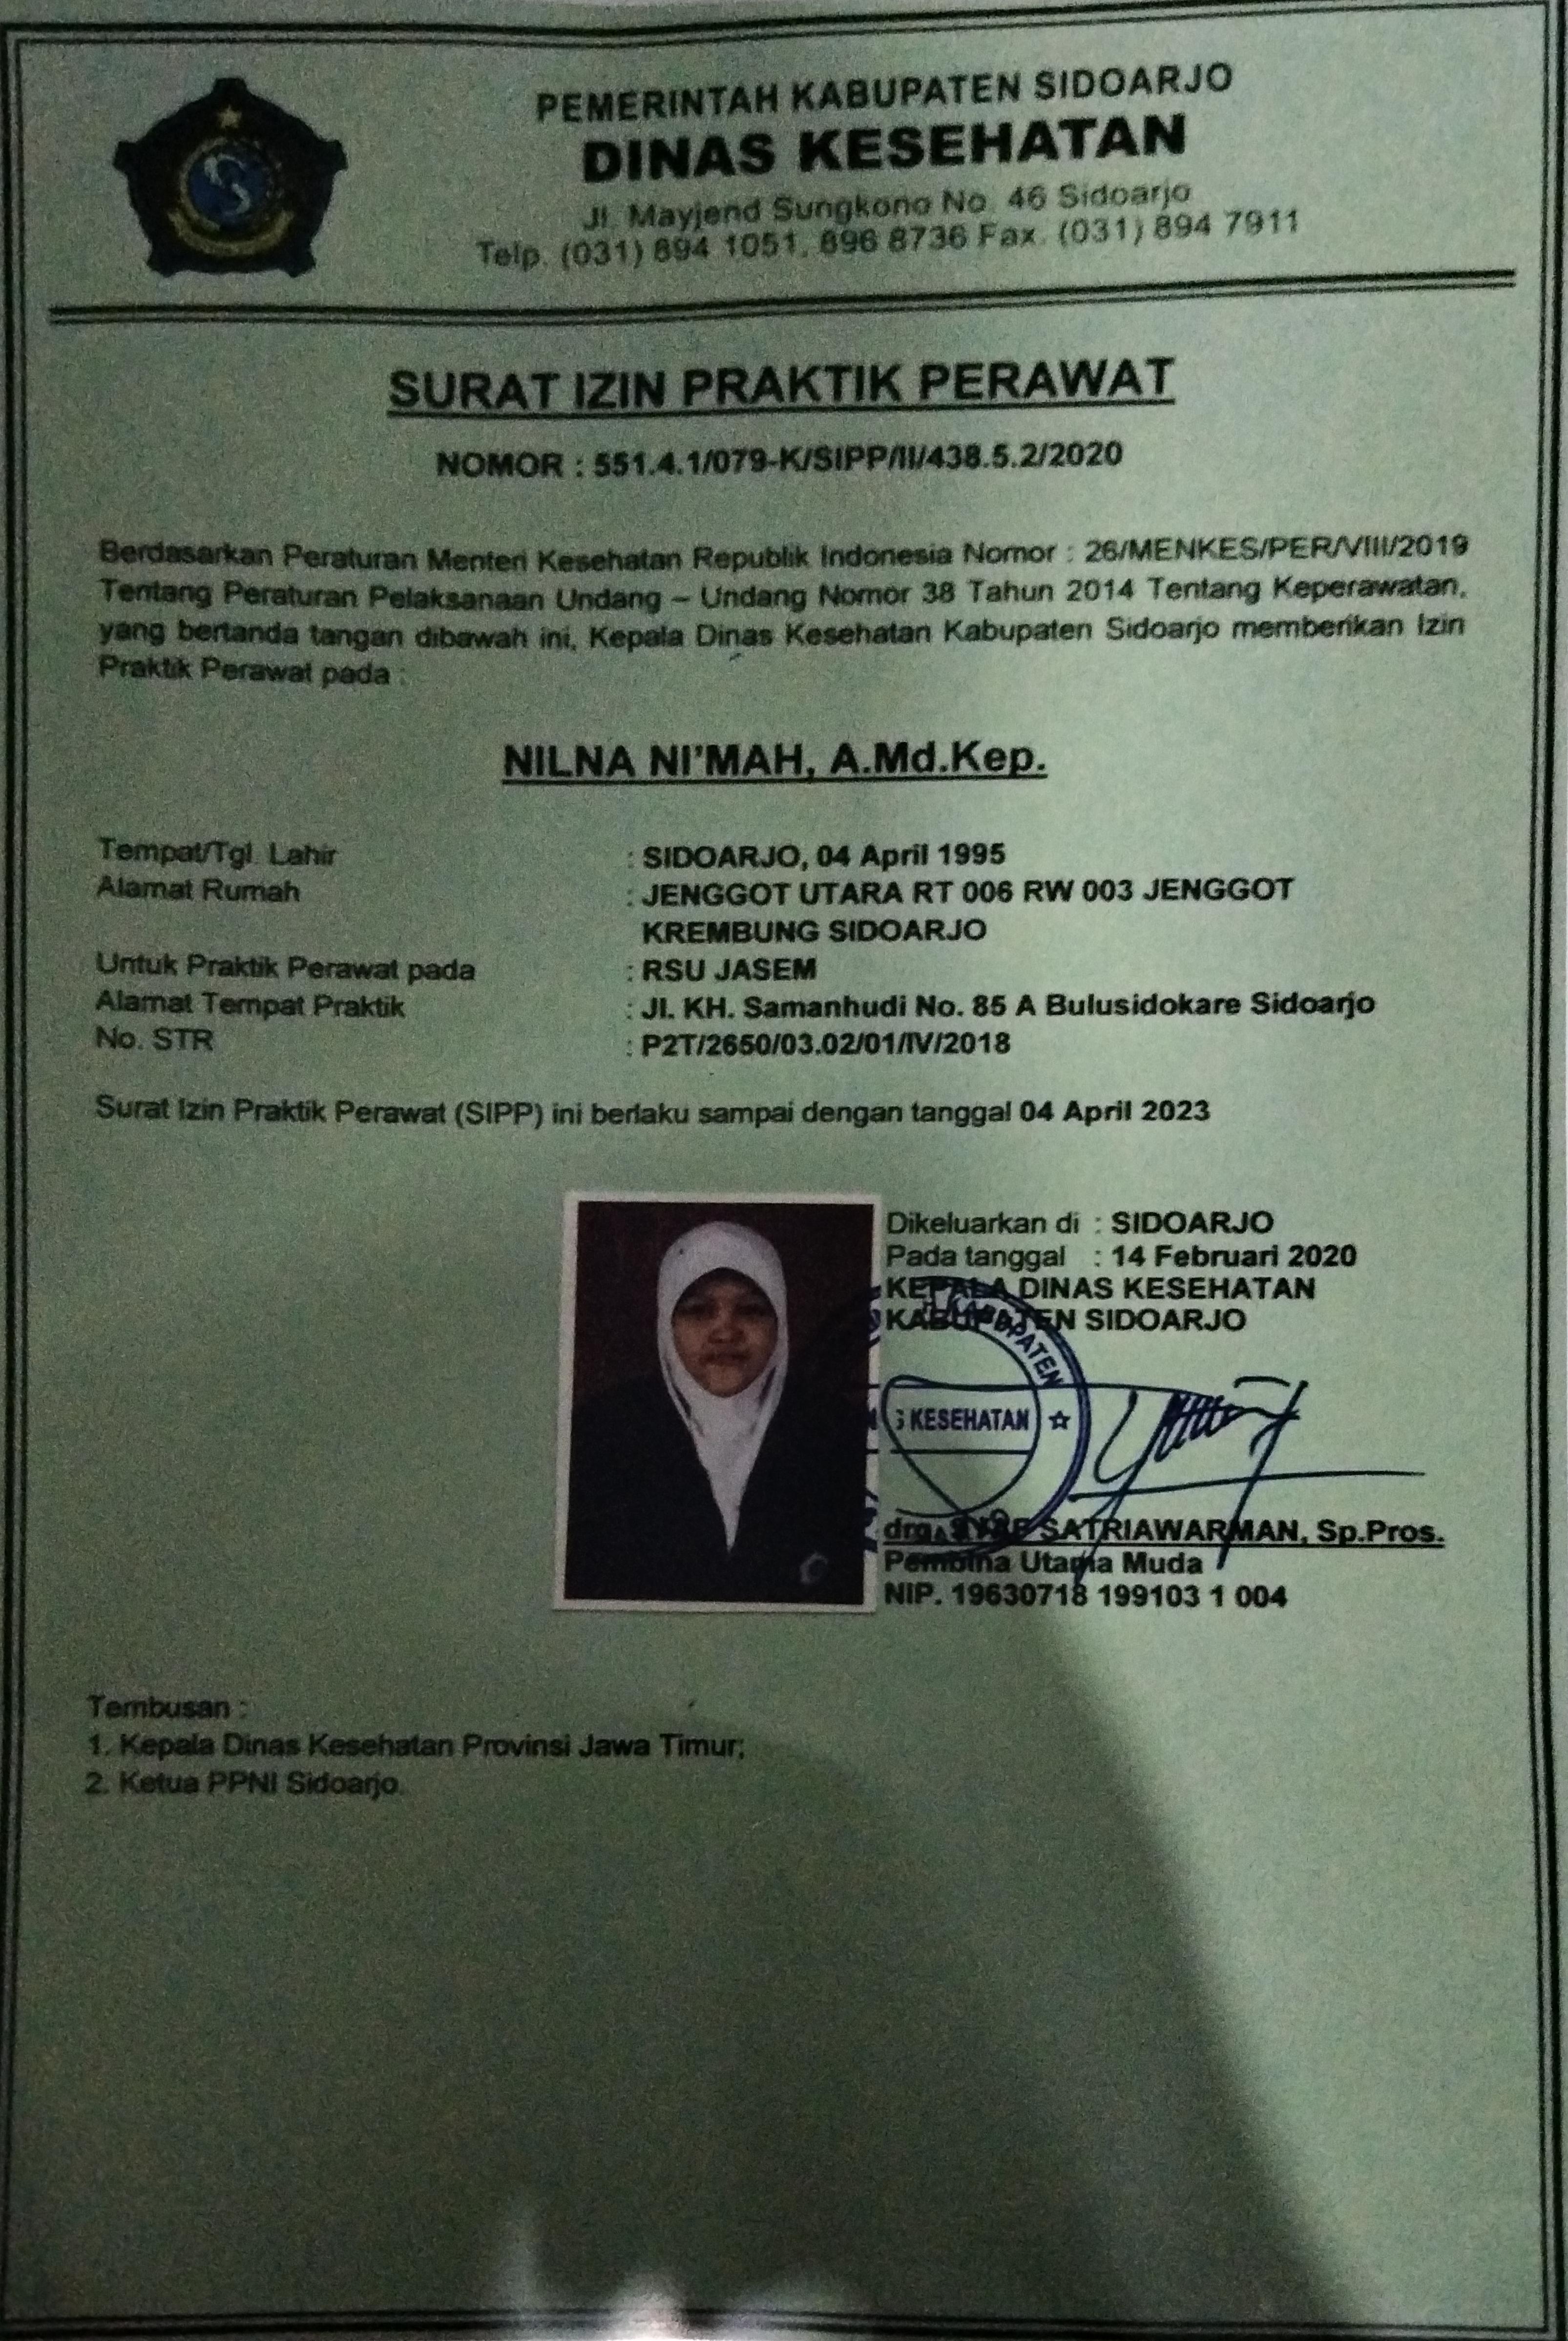 PEMERINTAH KABUPATEN SIDOARJO
DINAS KESEHATAN
Jl. Mayjend Sungkono No. 46 Sidoarjo
Telp. (031) 894 1051, 896 8736 Fax. (031) 894 7911
SURAT IZIN PRAKTIK PERAWAT
NOMOR : 551.4.1/079-K/SIPP/II/438.5.2/2020
Berdasarkan Peraturan Menteri Kesehatan Republik Indonesia Nomor : 26/MENKES/PER/VIII/2019
Tentang Peraturan Pelaksanaan Undang – Undang Nomor 38 Tahun 2014 Tentang Keperawatan,
yang bertanda tangan dibawah ini, Kepala Dinas Kesehatan Kabupaten Sidoarjo memberikan Izin
Praktik Perawat pada :
NILNA NI'MAH, A.Md.Kep.
Tempat/Tgl. Lahir : SIDOARJO, 04 April 1995
Alamat Rumah : JENGGOT UTARA RT 006 RW 003 JENGGOT
KREMBUNG SIDOARJO
Untuk Praktik Perawat pada : RSU JASEM
Alamat Tempat Praktik : Jl. KH. Samanhudi No. 85 A Bulusidokare Sidoarjo
No. STR : P2T/2650/03.02/01/IV/2018
Surat Izin Praktik Perawat (SIPP) ini berlaku sampai dengan tanggal 04 April 2023
Dikeluarkan di : SIDOARJO
Pada tanggal : 14 Februari 2020
KEPALA DINAS KESEHATAN
KABUPATEN SIDOARJO
KABUPATEN
KESEHATAN
drg. SATRIAWARMAN, Sp.Pros.
Pembina Utama Muda
NIP. 19630718 199103 1 004
Tembusan :
1. Kepala Dinas Kesehatan Provinsi Jawa Timur;
2. Ketua PPNI Sidoarjo.